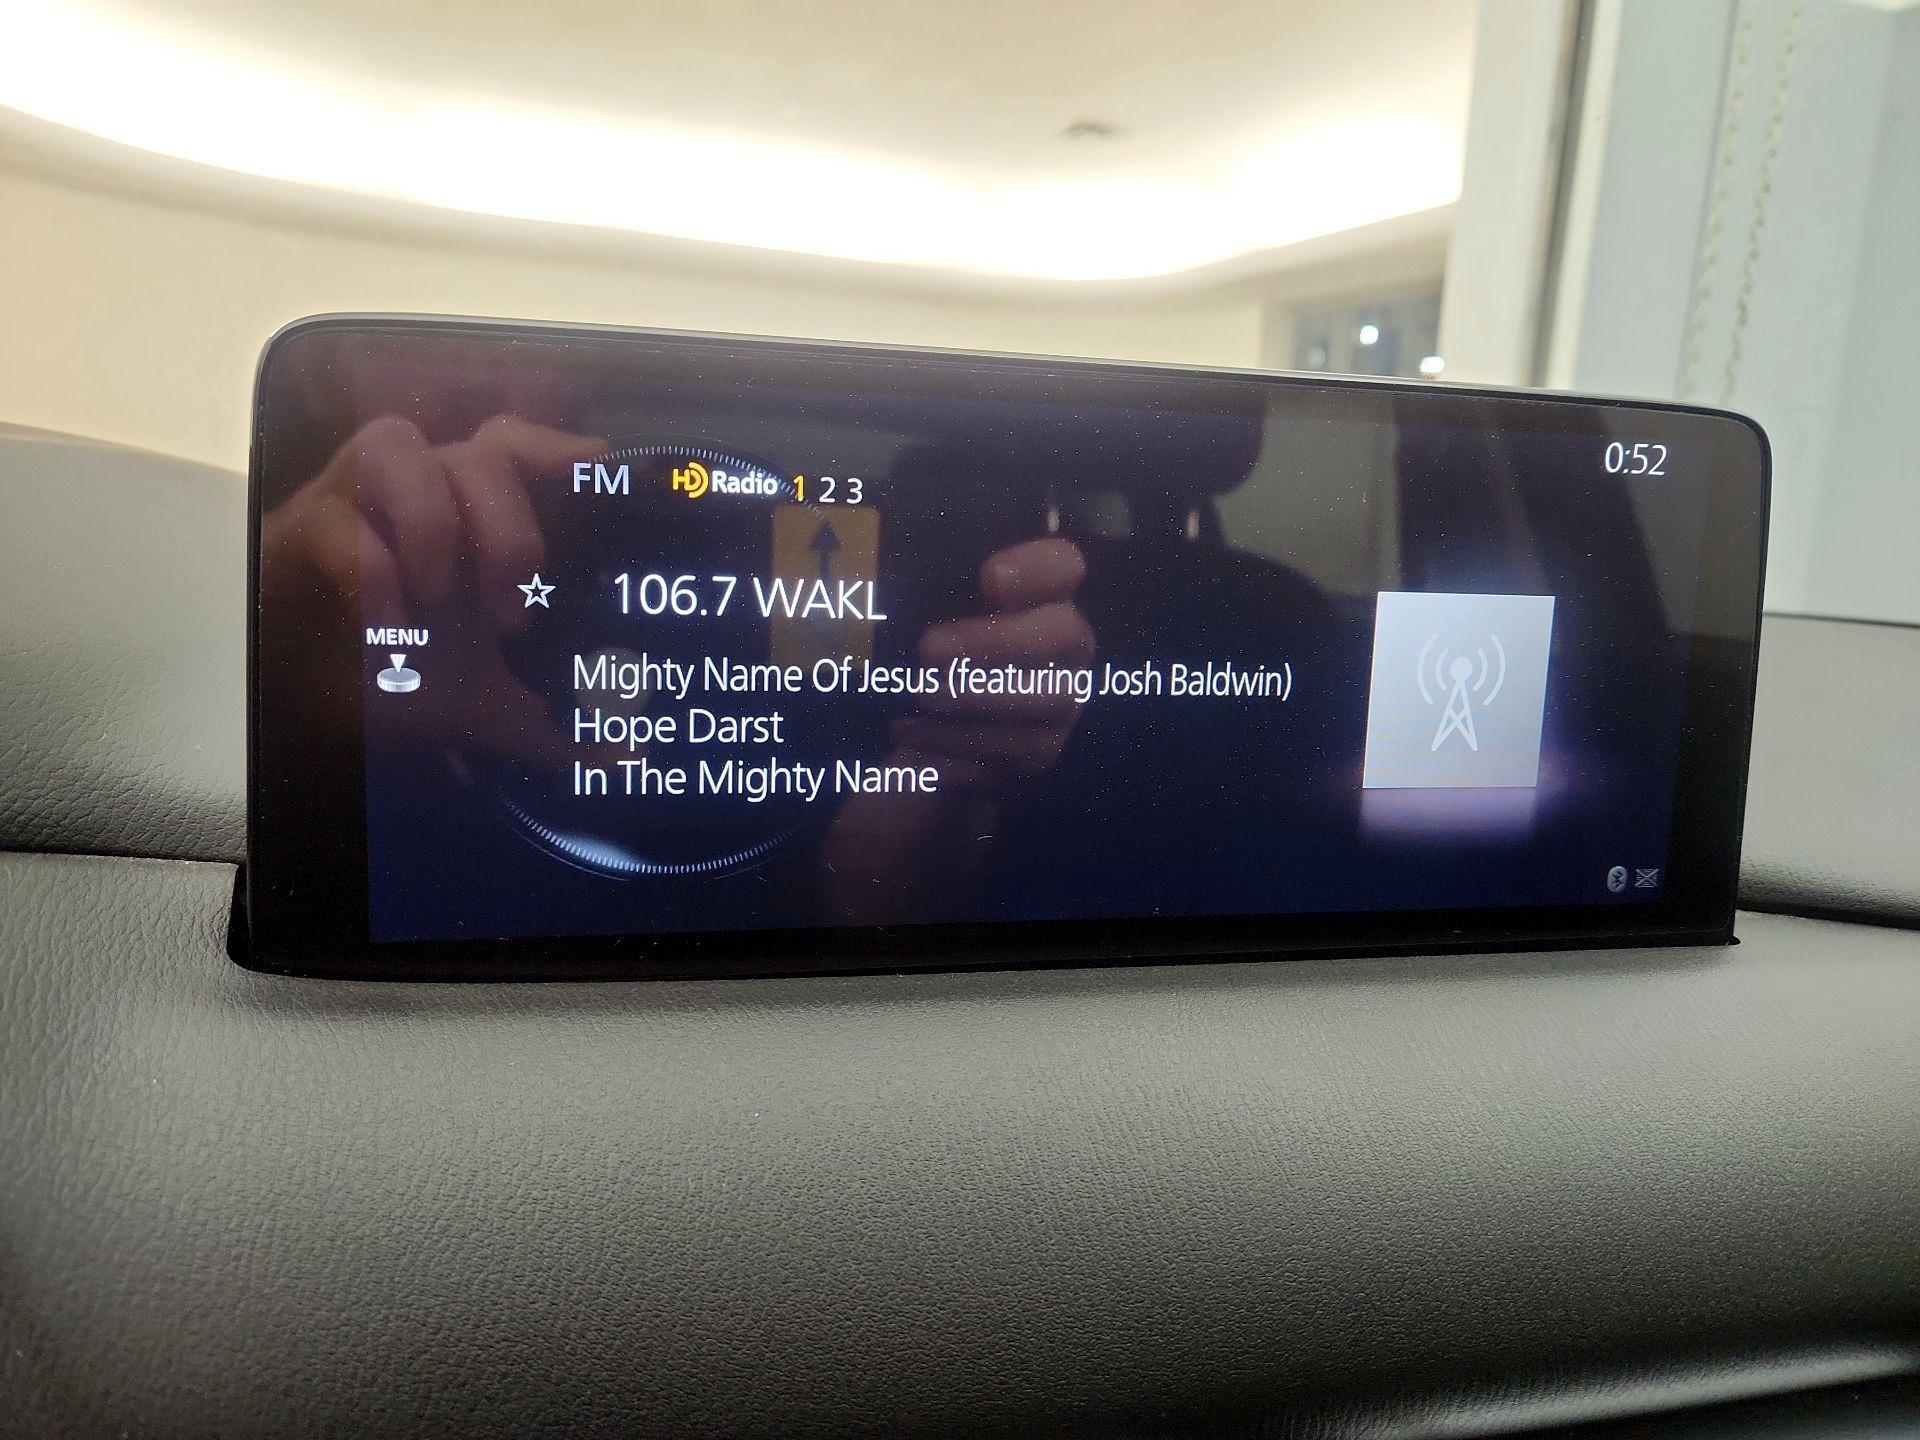 FM HD Radio 1 2 3
0:52
106.7 WAKL
MENU
Mighty Name Of Jesus (featuring Josh Baldwin)
Hope Darst
In The Mighty Name